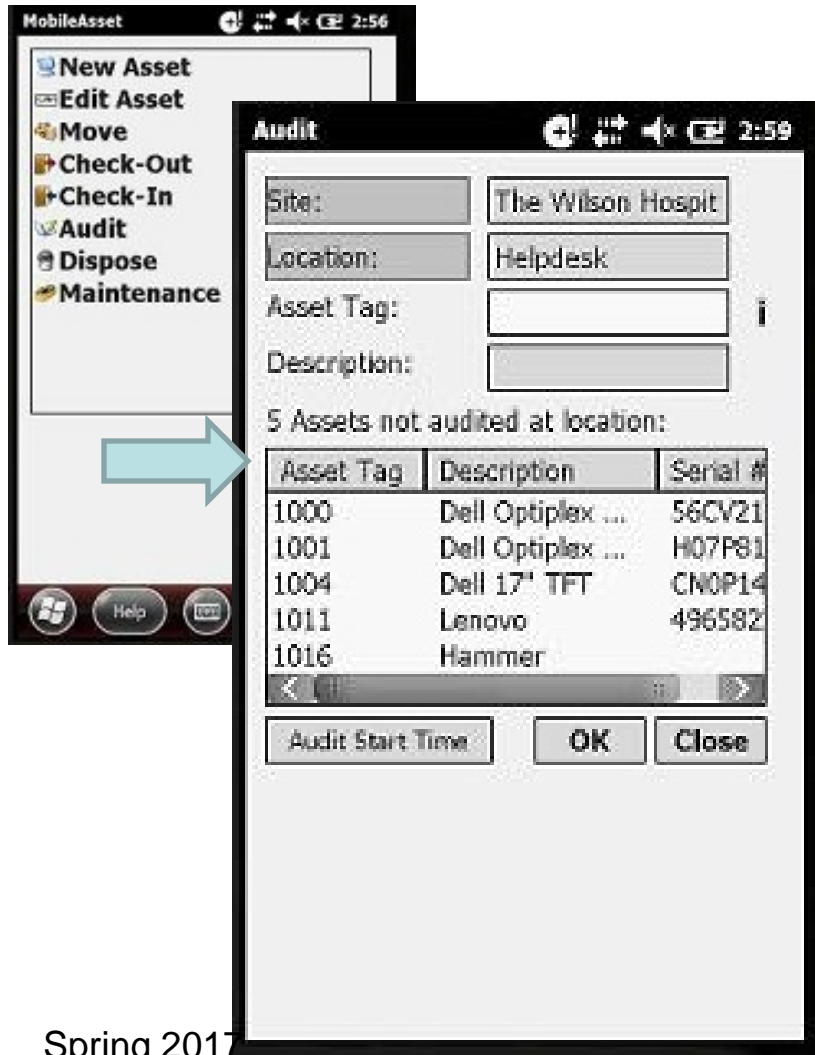 MobileAsset 2:56
New Asset
Edit Asset
Move
Check-Out
Check-In
Audit
Dispose
Maintenance
Help
Audit 2:59
Site: The Wilson Hospit
Location: Helpdesk
Asset Tag: i
Description:
5 Assets not audited at location:
Asset Tag Description Serial #
1000 Dell Optiplex ... 56CV21
1001 Dell Optiplex ... H07P81
1004 Dell 17" TFT CN0P14
1011 Lenovo 496582
1016 Hammer
Audit Start Time OK Close
Spring 2017